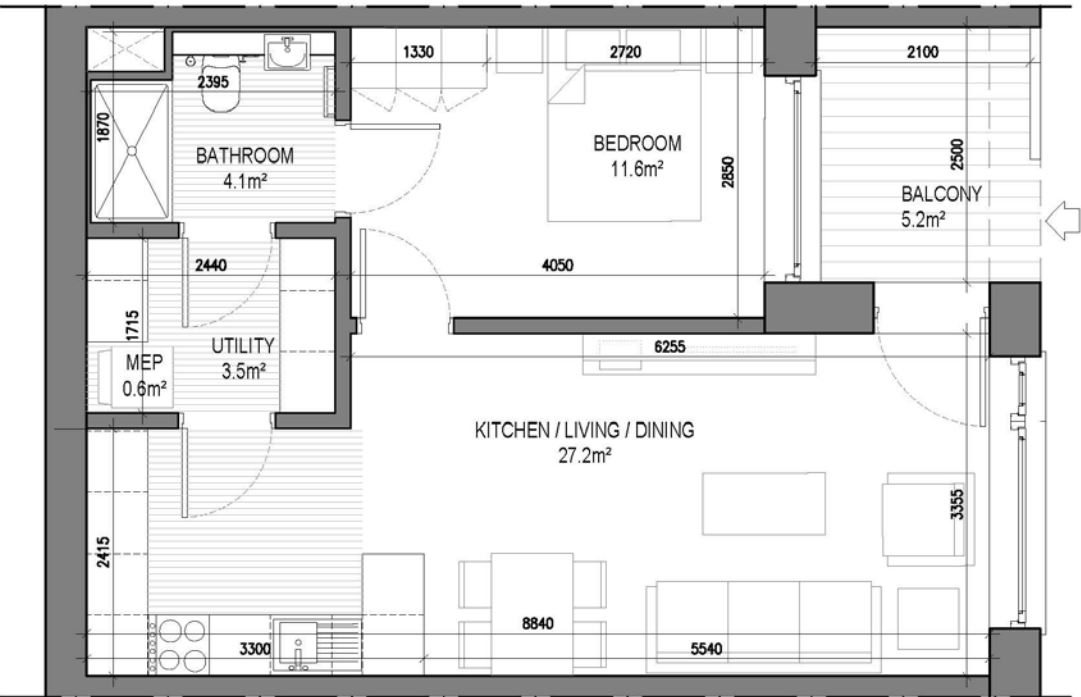 1330
2720
2100
2395
1870
BATHROOM
4.1m²
BEDROOM
11.6m²
2850
2500
BALCONY
5.2m²
2440
4050
1715
UTILITY
3.5m²
MEP
0.6m²
6255
KITCHEN / LIVING / DINING
27.2m²
3355
2415
8840
3300
5540